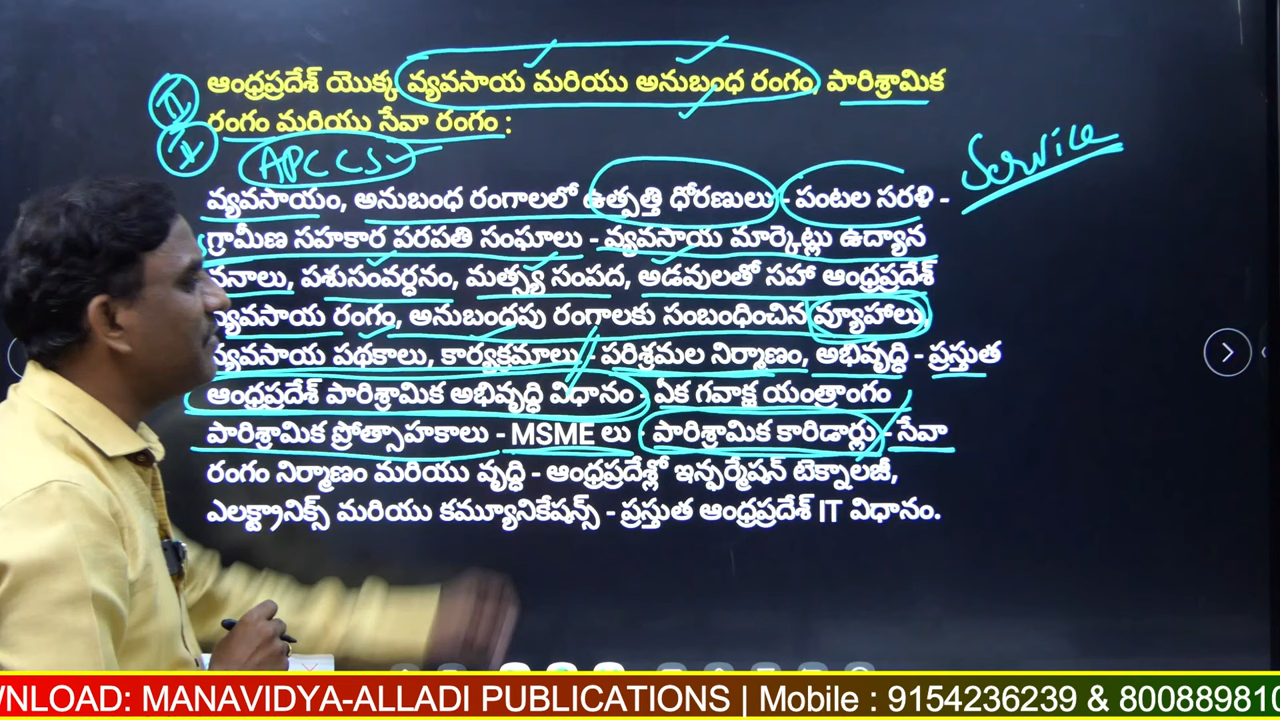 ఆంధ్రప్రదేశ్ యొక్క వ్యవసాయ మరియు అనుబంధ రంగం, పారిశ్రామిక
రంగం మరియు సేవా రంగం :
APCCS
Service
వ్యవసాయం, అనుబంధ రంగాలలో ఉత్పత్తి ధోరణులు - పంటల సరళి -
గ్రామీణ సహకార పరపతి సంఘాలు - వ్యవసాయ మార్కెట్లు ఉద్యాన
వనాలు, పశుసంవర్ధనం, మత్స్య సంపద, అడవులతో సహా ఆంధ్రప్రదేశ్
వ్యవసాయ రంగం, అనుబంధపు రంగాలకు సంబంధించిన వ్యూహాలు,
వ్యవసాయ పథకాలు, కార్యక్రమాలు - పరిశ్రమల నిర్మాణం, అభివృద్ధి - ప్రస్తుత
ఆంధ్రప్రదేశ్ పారిశ్రామిక అభివృద్ధి విధానం - ఏక గవాక్ష యంత్రాంగం
పారిశ్రామిక ప్రోత్సాహకాలు - MSME లు - పారిశ్రామిక కారిడార్లు - సేవా
రంగం నిర్మాణం మరియు వృద్ధి - ఆంధ్రప్రదేశ్లో ఇన్ఫర్మేషన్ టెక్నాలజీ,
ఎలక్ట్రానిక్స్ మరియు కమ్యూనికేషన్స్ - ప్రస్తుత ఆంధ్రప్రదేశ్ IT విధానం.
WNLOAD: MANAVIDYA-ALLADI PUBLICATIONS | Mobile : 9154236239 & 800889810